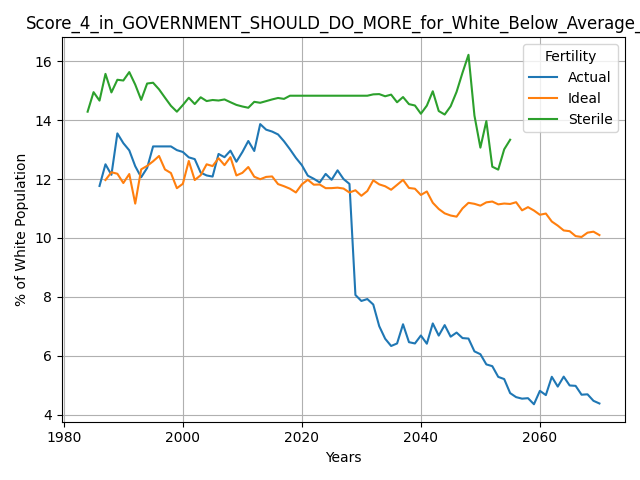 Score_4_in_GOVERNMENT_SHOULD_DO_MORE_for_White_Below_Average_
16
14
12
10
8
6
4
% of White Population
Fertility
Actual
Ideal
Sterile
1980
2000
2020
2040
2060
Years